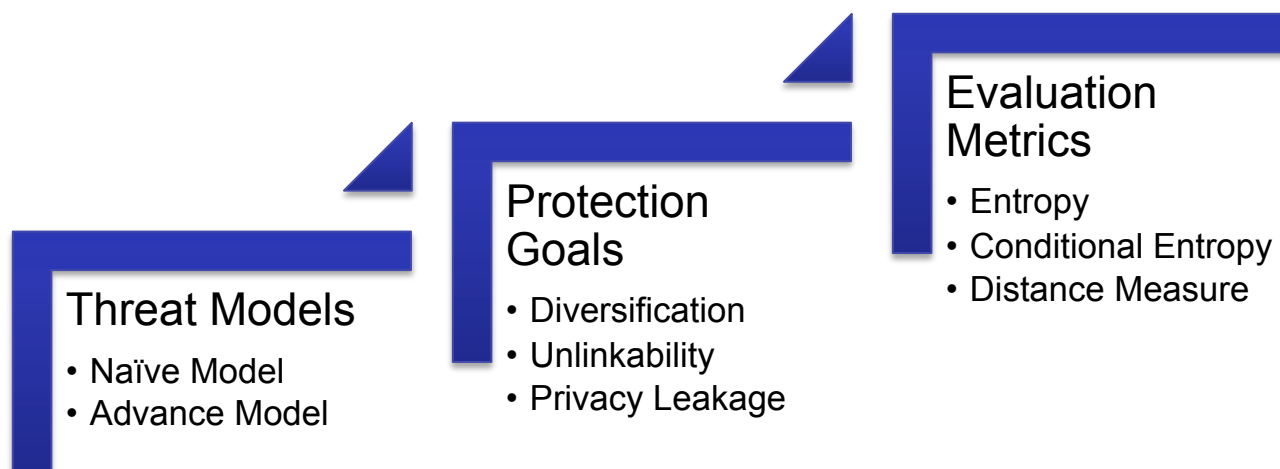 Threat Models
• Naïve Model
• Advance Model
Protection
Goals
• Diversification
• Unlinkability
• Privacy Leakage
Evaluation
Metrics
• Entropy
• Conditional Entropy
• Distance Measure